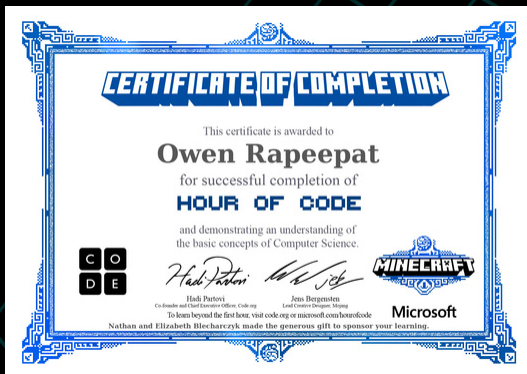 CERTIFICATE OF COMPLETION
This certificate is awarded to
Owen Rapeepat
for successful completion of
HOUR OF CODE
and demonstrating an understanding of
the basic concepts of Computer Science.
C O
D E
Hadi Partovi
Hadi Partovi
Co-founder and Chief Executive Officer, Code.org
Jens Bergensten
Lead Creative Designer, Mojang
MINECRAFT
Microsoft
To learn beyond the first hour, visit code.org or microsoft.com/hourofcode
Nathan and Elizabeth Blecharczyk made the generous gift to sponsor your learning.